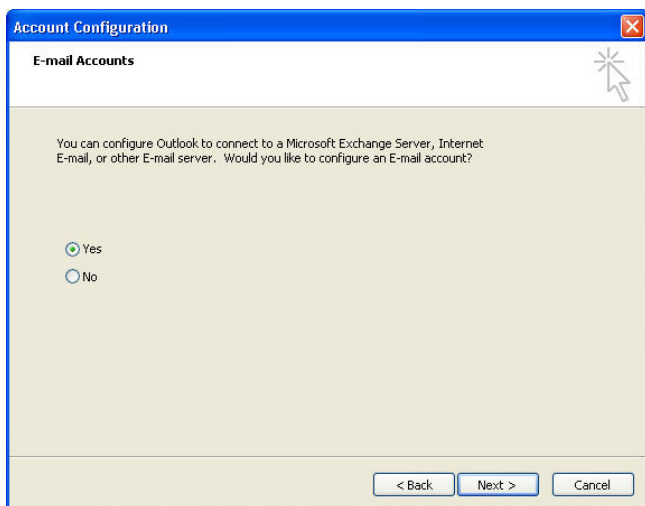 Account Configuration
E-mail Accounts
You can configure Outlook to connect to a Microsoft Exchange Server, Internet
E-mail, or other E-mail server.  Would you like to configure an E-mail account?
Yes
No
< Back Next > Cancel